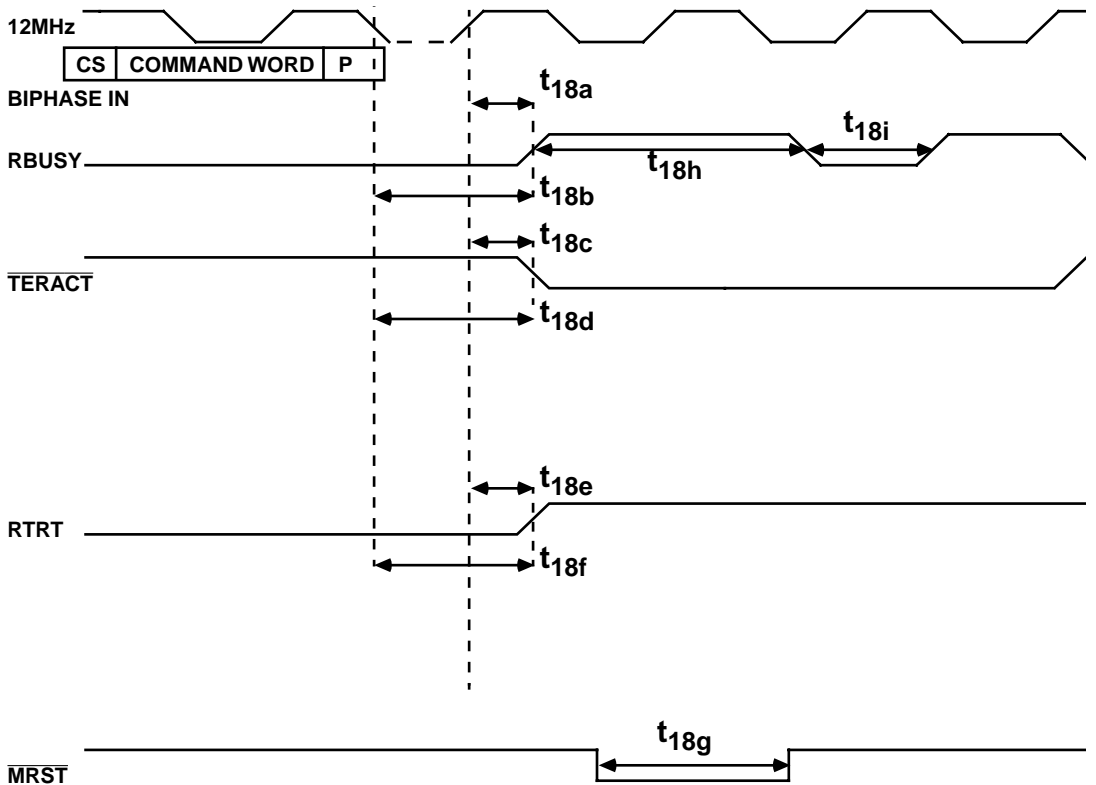 12MHz
CS COMMAND WORD P
BIPHASE IN
t18a
RBUSY
t18i
t18h
t18b
t18c
TERACT
t18d
t18e
RTRT
t18f
t18g
MRST